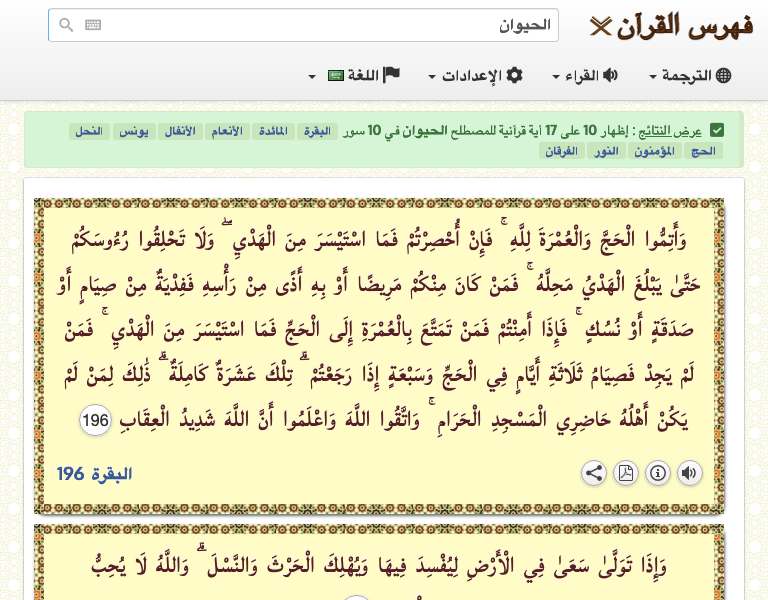 فهرس القرآن
الحيوان
الترجمة القراء الإعدادات اللغة
عرض النتائج : إظهار 10 على 17 آية قرآنية للمصطلح الحيوان في 10 سور البقرة المائدة الأنعام الأنفال يونس النحل
الحج المؤمنون النور الفرقان
وَأَتِمُّوا الْحَجَّ وَالْعُمْرَةَ لِلَّهِ ۚ فَإِنْ أُحْصِرْتُمْ فَمَا اسْتَيْسَرَ مِنَ الْهَدْيِ ۖ وَلَا تَحْلِقُوا رُءُوسَكُمْ
حَتَّىٰ يَبْلُغَ الْهَدْيُ مَحِلَّهُ ۚ فَمَنْ كَانَ مِنْكُمْ مَرِيضًا أَوْ بِهِ أَذًى مِنْ رَأْسِهِ فَفِدْيَةٌ مِنْ صِيَامٍ أَوْ
صَدَقَةٍ أَوْ نُسُكٍ ۚ فَإِذَا أَمِنْتُمْ فَمَنْ تَمَتَّعَ بِالْعُمْرَةِ إِلَى الْحَجِّ فَمَا اسْتَيْسَرَ مِنَ الْهَدْيِ ۚ فَمَنْ
لَمْ يَجِدْ فَصِيَامُ ثَلَاثَةِ أَيَّامٍ فِي الْحَجِّ وَسَبْعَةٍ إِذَا رَجَعْتُمْ ۗ تِلْكَ عَشَرَةٌ كَامِلَةٌ ۗ ذَٰلِكَ لِمَنْ لَمْ
يَكُنْ أَهْلُهُ حَاضِرِي الْمَسْجِدِ الْحَرَامِ ۚ وَاتَّقُوا اللَّهَ وَاعْلَمُوا أَنَّ اللَّهَ شَدِيدُ الْعِقَابِ 196
البقرة 196
وَإِذَا تَوَلَّىٰ سَعَىٰ فِي الْأَرْضِ لِيُفْسِدَ فِيهَا وَيُهْلِكَ الْحَرْثَ وَالنَّسْلَ ۗ وَاللَّهُ لَا يُحِبُّ